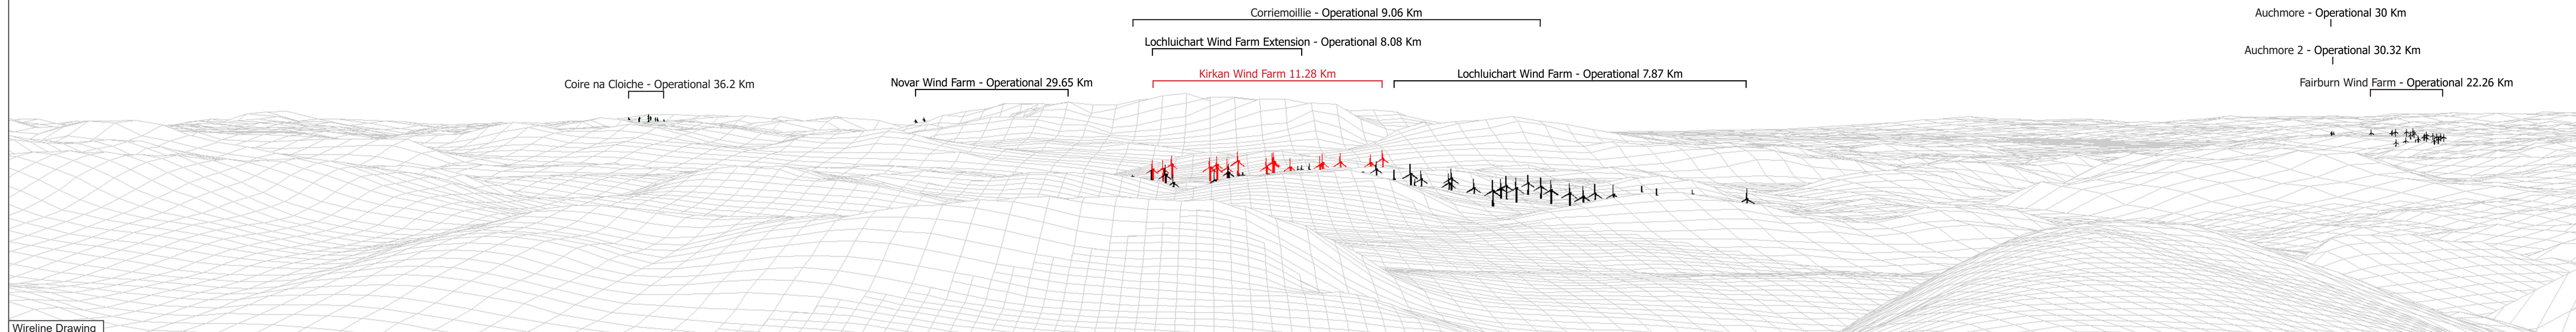 Corriemoillie - Operational 9.06 Km
Auchmore - Operational 30 Km
Lochluichart Wind Farm Extension - Operational 8.08 Km
Auchmore 2 - Operational 30.32 Km
Coire na Cloiche - Operational 36.2 Km
Novar Wind Farm - Operational 29.65 Km
Kirkan Wind Farm 11.28 Km
Lochluichart Wind Farm - Operational 7.87 Km
Fairburn Wind Farm - Operational 22.26 Km
Wireline Drawing